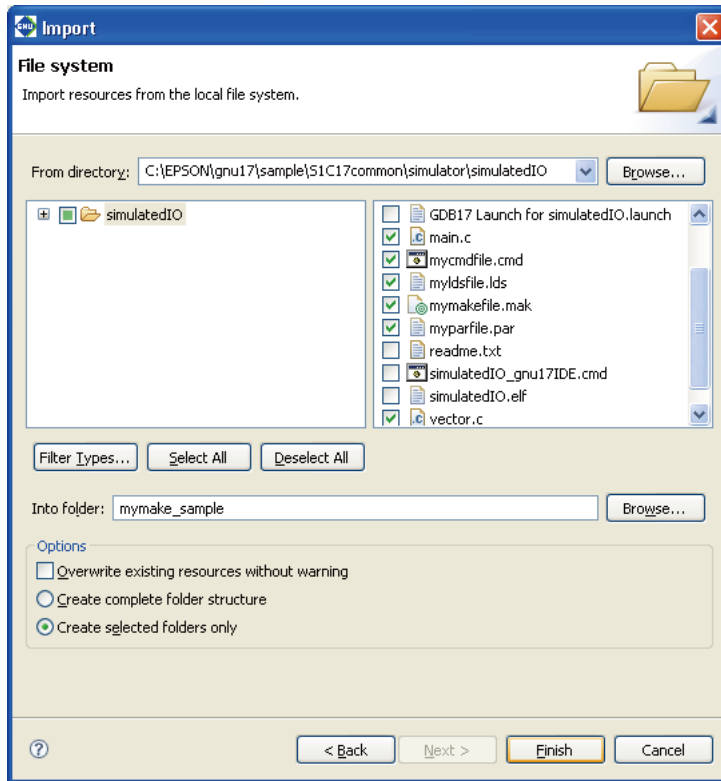 GNU Import
File system
Import resources from the local file system.
From directory: C:\EPSON\gnu17\sample\S1C17common\simulator\simulatedIO Browse...
simulatedIO
GDB17 Launch for simulatedIO.launch
main.c
mycmdfile.cmd
myldsfile.lds
mymakefile.mak
myparfile.par
readme.txt
simulatedIO_gnu17IDE.cmd
simulatedIO.elf
vector.c
Filter Types... Select All Deselect All
Into folder: mymake_sample Browse...
Options
Overwrite existing resources without warning
Create complete folder structure
Create selected folders only
? < Back Next > Finish Cancel